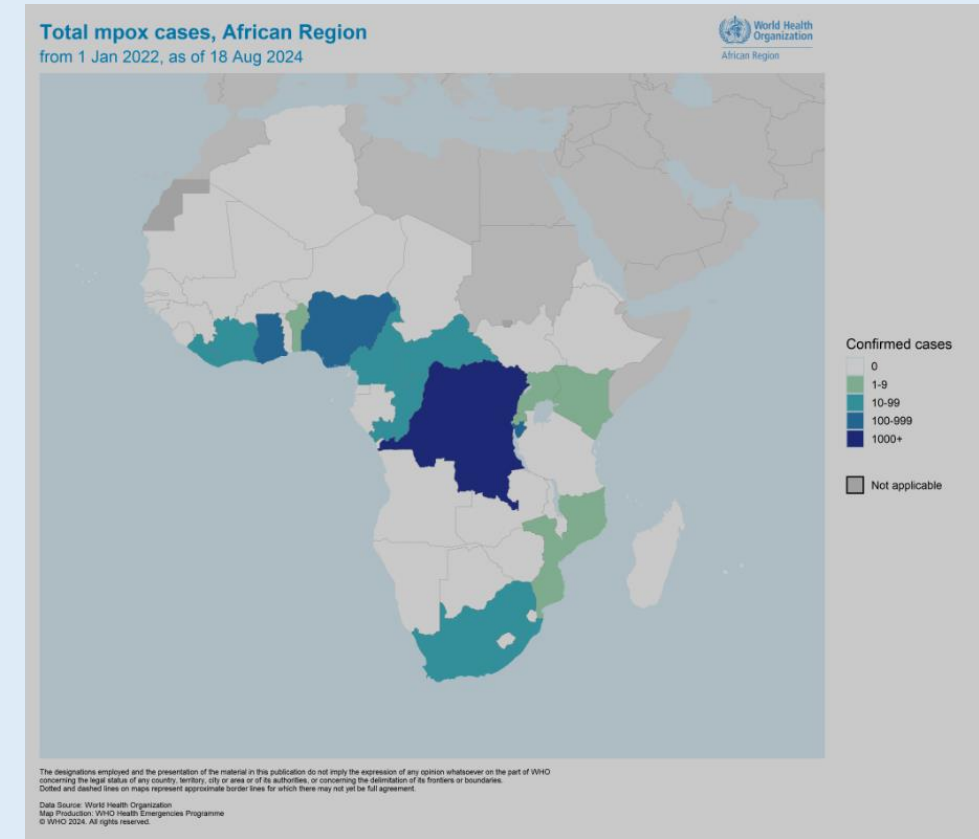 Total mpox cases, African Region
from 1 Jan 2022, as of 18 Aug 2024
World Health
Organization
African Region
Confirmed cases
0
1-9
10-99
100-999
1000+
Not applicable
The designations employed and the presentation of the material in this publication do not imply the expression of any opinion whatsoever on the part of WHO
concerning the legal status of any country, territory, city or area or of its authorities, or concerning the delimitation of its frontiers or boundaries.
Dotted and dashed lines on maps represent approximate border lines for which there may not yet be full agreement.
Data Source: World Health Organization
Map Production: WHO Health Emergencies Programme
© WHO 2024. All rights reserved.